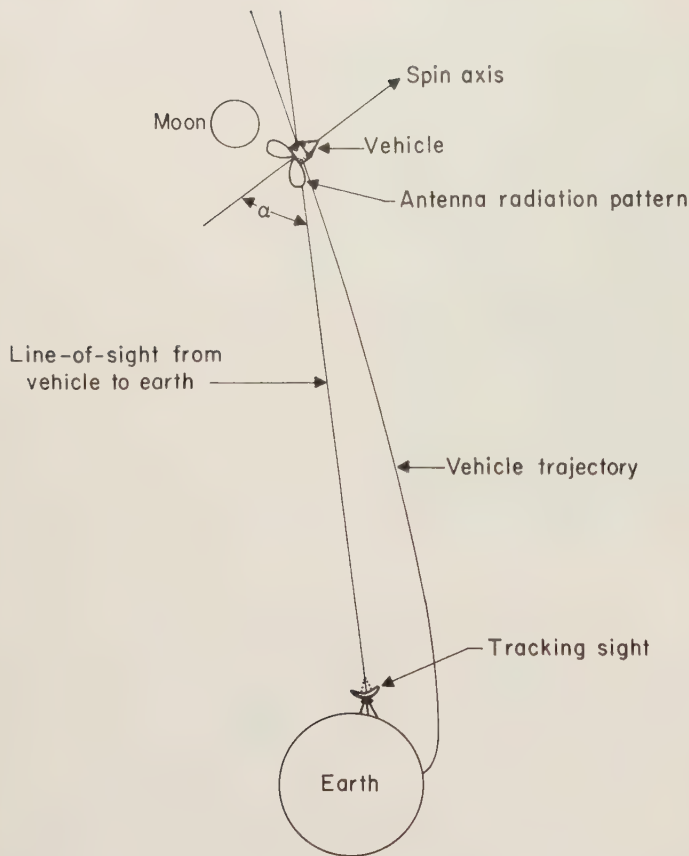 Spin axis
Moon
Vehicle
Antenna radiation pattern
α
Line-of-sight from
vehicle to earth
Vehicle trajectory
Tracking sight
Earth